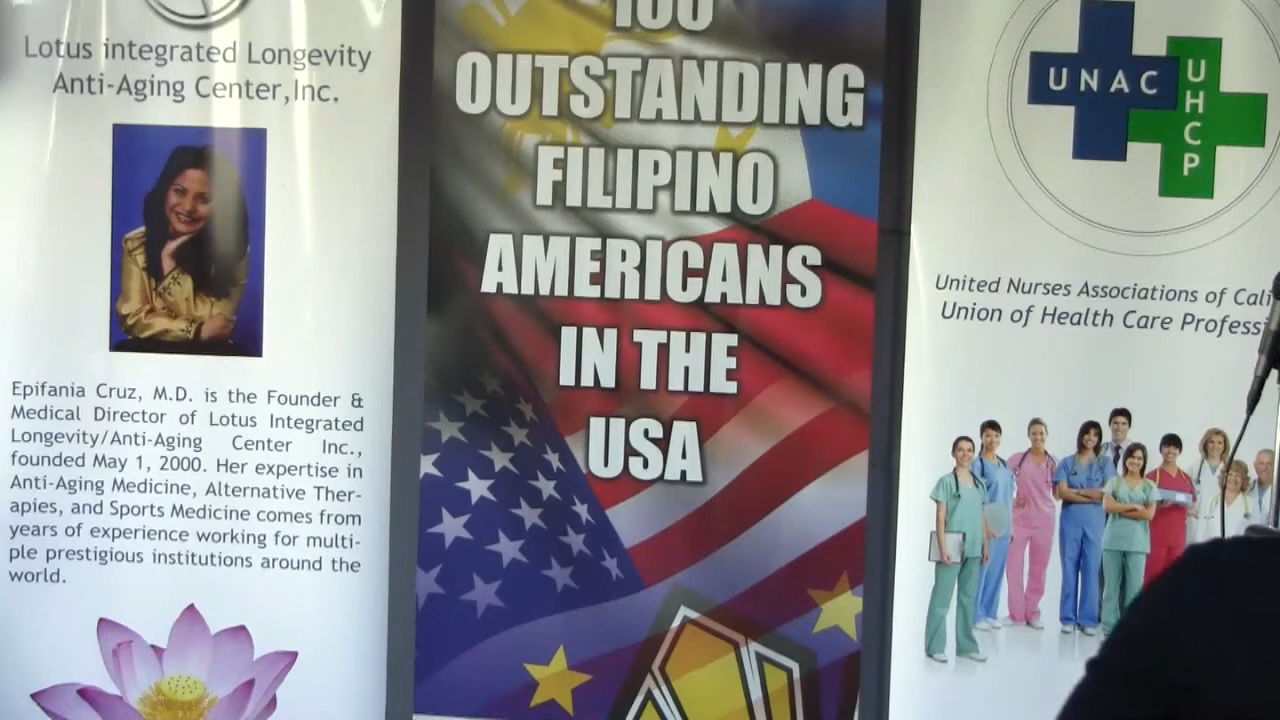 Lotus integrated Longevity
Anti-Aging Center,Inc.
Epifania Cruz, M.D. is the Founder &
Medical Director of Lotus Integrated
Longevity/Anti-Aging Center Inc.,
founded May 1, 2000. Her expertise in
Anti-Aging Medicine, Alternative Ther-
apies, and Sports Medicine comes from
years of experience working for multi-
ple prestigious institutions around the
world.
100
OUTSTANDING
FILIPINO
AMERICANS
IN THE
USA
UNAC
UHCP
United Nurses Associations of Cali
Union of Health Care Professi